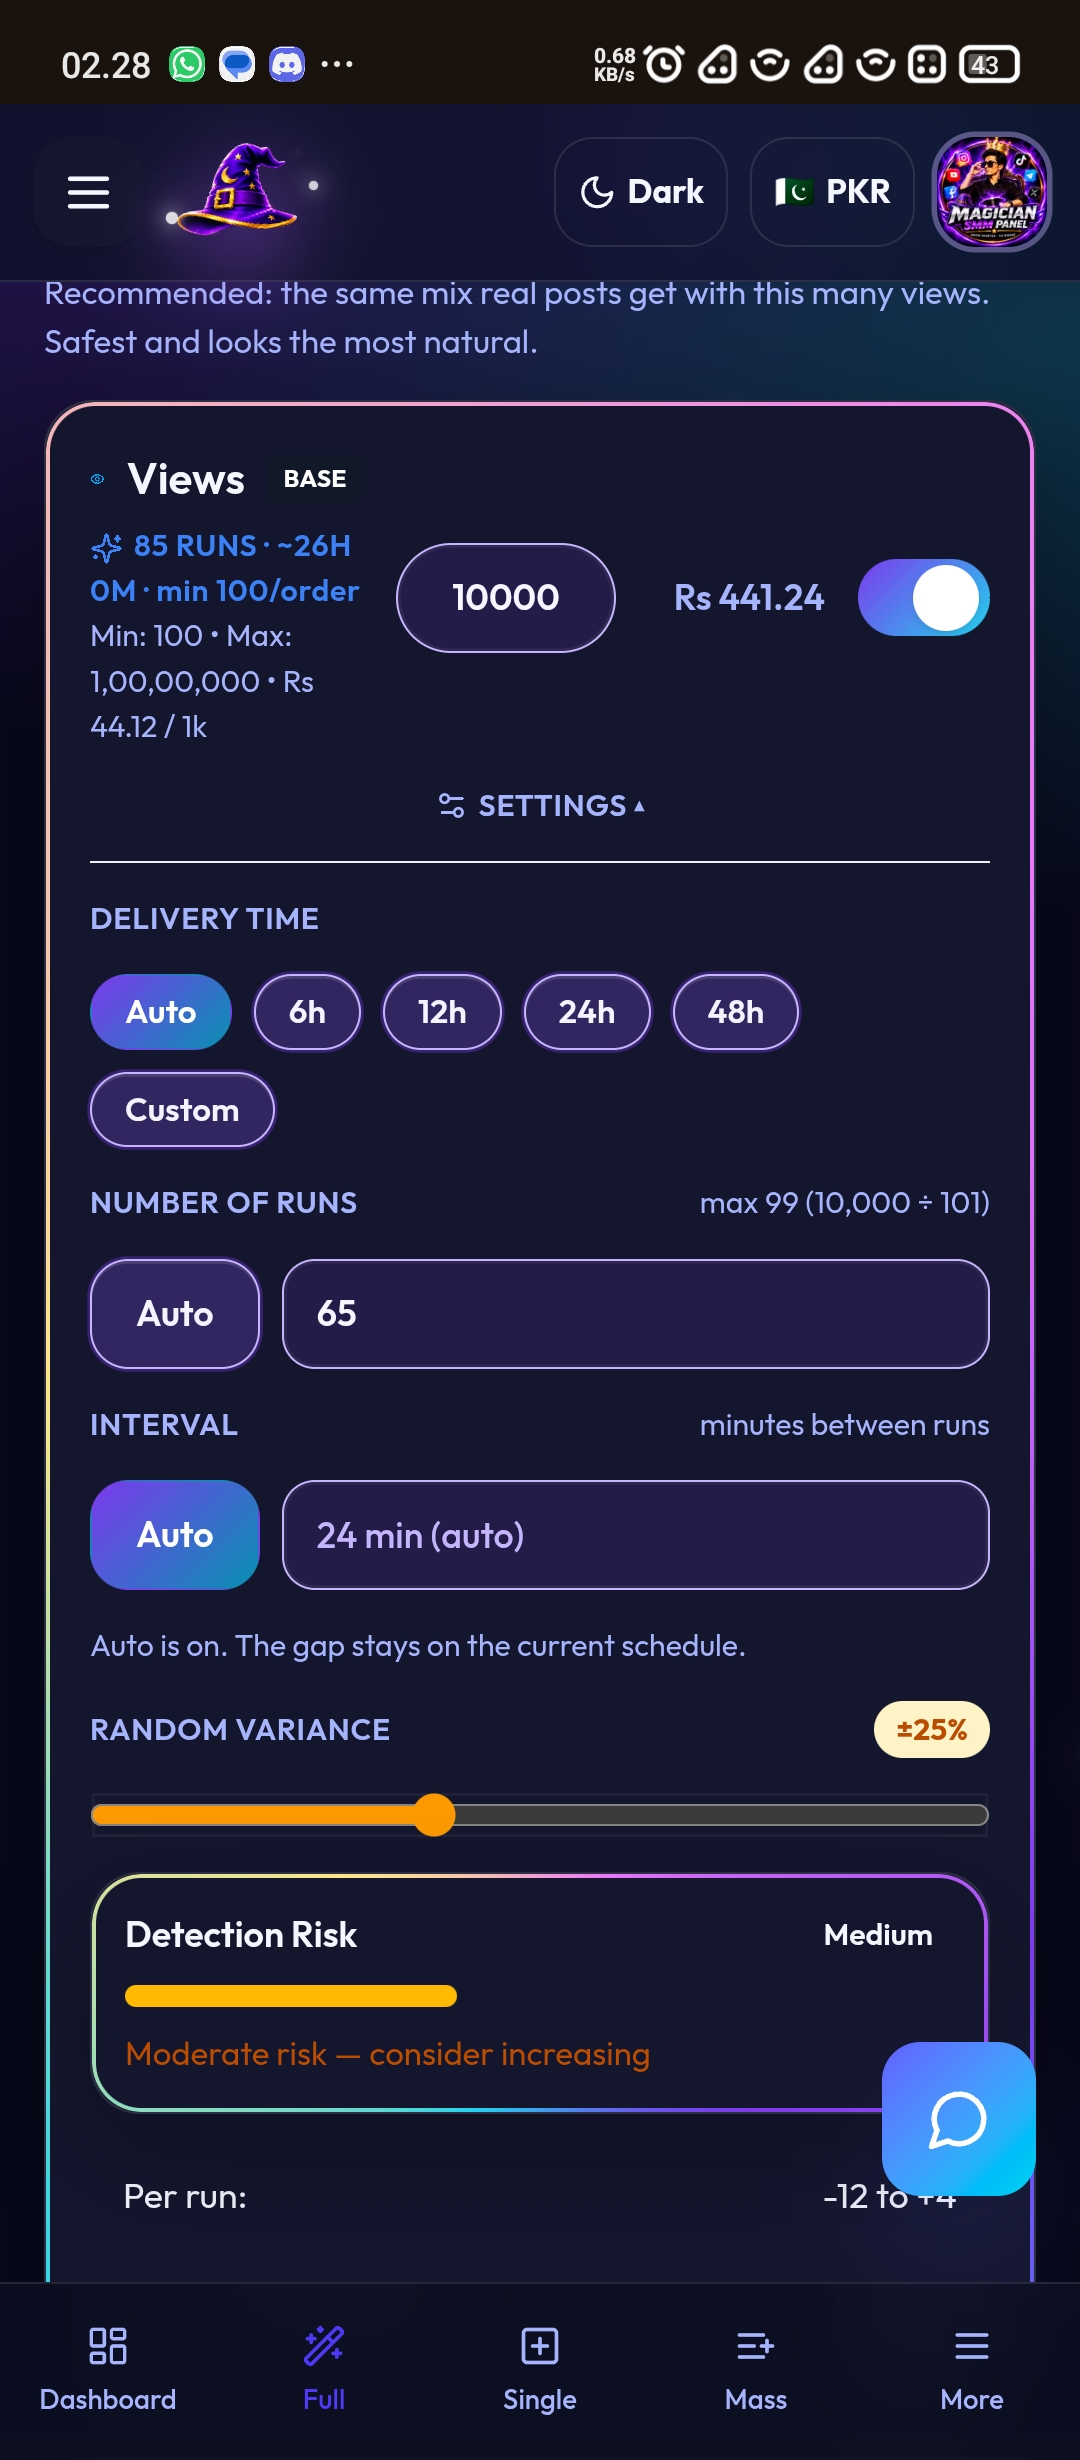 02.28
0.68
KB/s
43
Dark
PKR
MAGICIAN
SMM PANEL
Recommended: the same mix real posts get with this many views.
Safest and looks the most natural.
Views BASE
85 RUNS · ~26H
0M · min 100/order
Min: 100 • Max:
1,00,00,000 • Rs
44.12 / 1k
10000
Rs 441.24
SETTINGS ▴
DELIVERY TIME
Auto 6h 12h 24h 48h
Custom
NUMBER OF RUNS max 99 (10,000 ÷ 101)
Auto 65
INTERVAL minutes between runs
Auto 24 min (auto)
Auto is on. The gap stays on the current schedule.
RANDOM VARIANCE ±25%
Detection Risk Medium
Moderate risk — consider increasing
Per run: -12 to +4
Dashboard Full Single Mass More